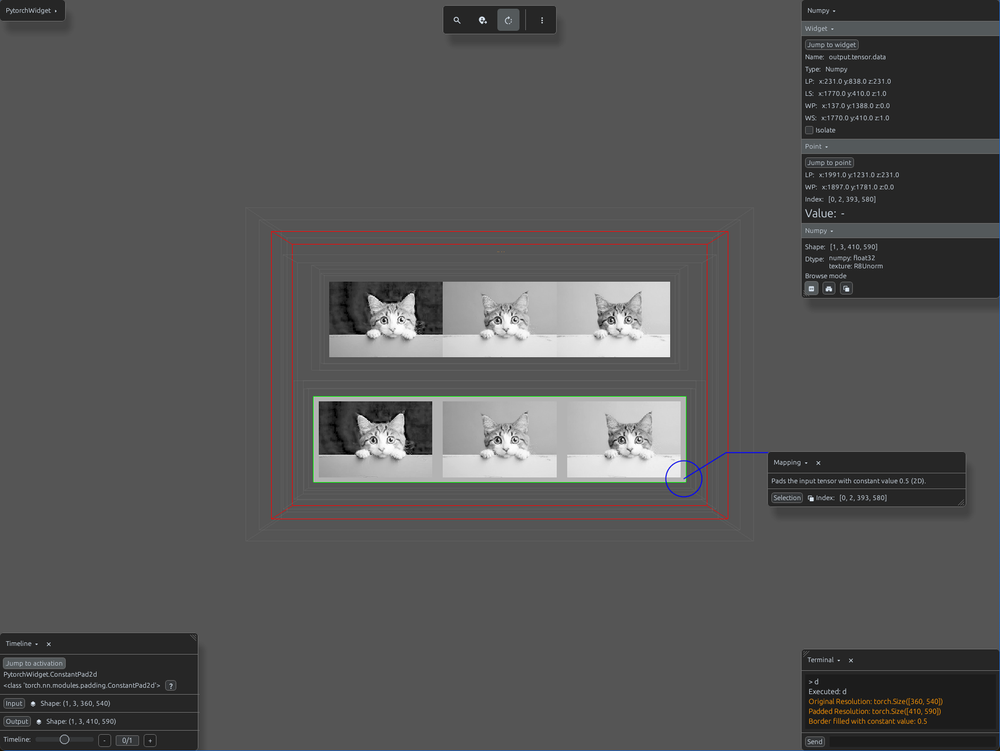 PytorchWidget
Numpy
Widget
Jump to widget
Name: output.tensor.data
Type: Numpy
LP: x:231.0 y:838.0 z:231.0
LS: x:1770.0 y:410.0 z:1.0
WP: x:137.0 y:1388.0 z:0.0
WS: x:1770.0 y:410.0 z:1.0
Isolate
Point
Jump to point
LP: x:1991.0 y:1231.0 z:231.0
WP: x:1897.0 y:1781.0 z:0.0
Index: [0, 2, 393, 580]
Value: -
Numpy
Shape: [1, 3, 410, 590]
Dtype: numpy: float32
texture: R8Unorm
Browse mode
Mapping
Pads the input tensor with constant value 0.5 (2D).
Selection Index: [0, 2, 393, 580]
Timeline
Jump to activation
PytorchWidget.ConstantPad2d
<class 'torch.nn.modules.padding.ConstantPad2d'> ?
Input Shape: (1, 3, 360, 540)
Output Shape: (1, 3, 410, 590)
Timeline: - 0/1 +
Terminal
> d
Executed: d
Original Resolution: torch.Size([360, 540])
Padded Resolution: torch.Size([410, 590])
Border filled with constant value: 0.5
Send